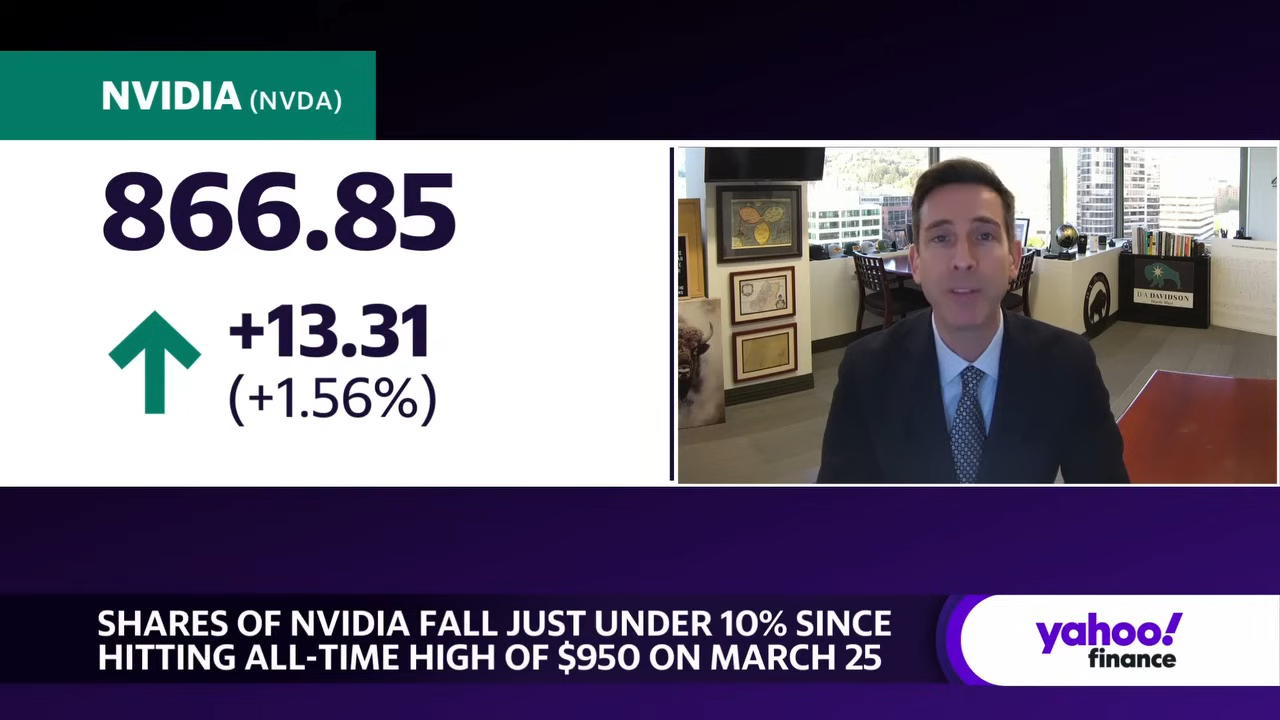 NVIDIA (NVDA)
866.85
+13.31
(+1.56%)
D|A DAVIDSON
SHARES OF NVIDIA FALL JUST UNDER 10% SINCE
HITTING ALL-TIME HIGH OF $950 ON MARCH 25
yahoo!
finance